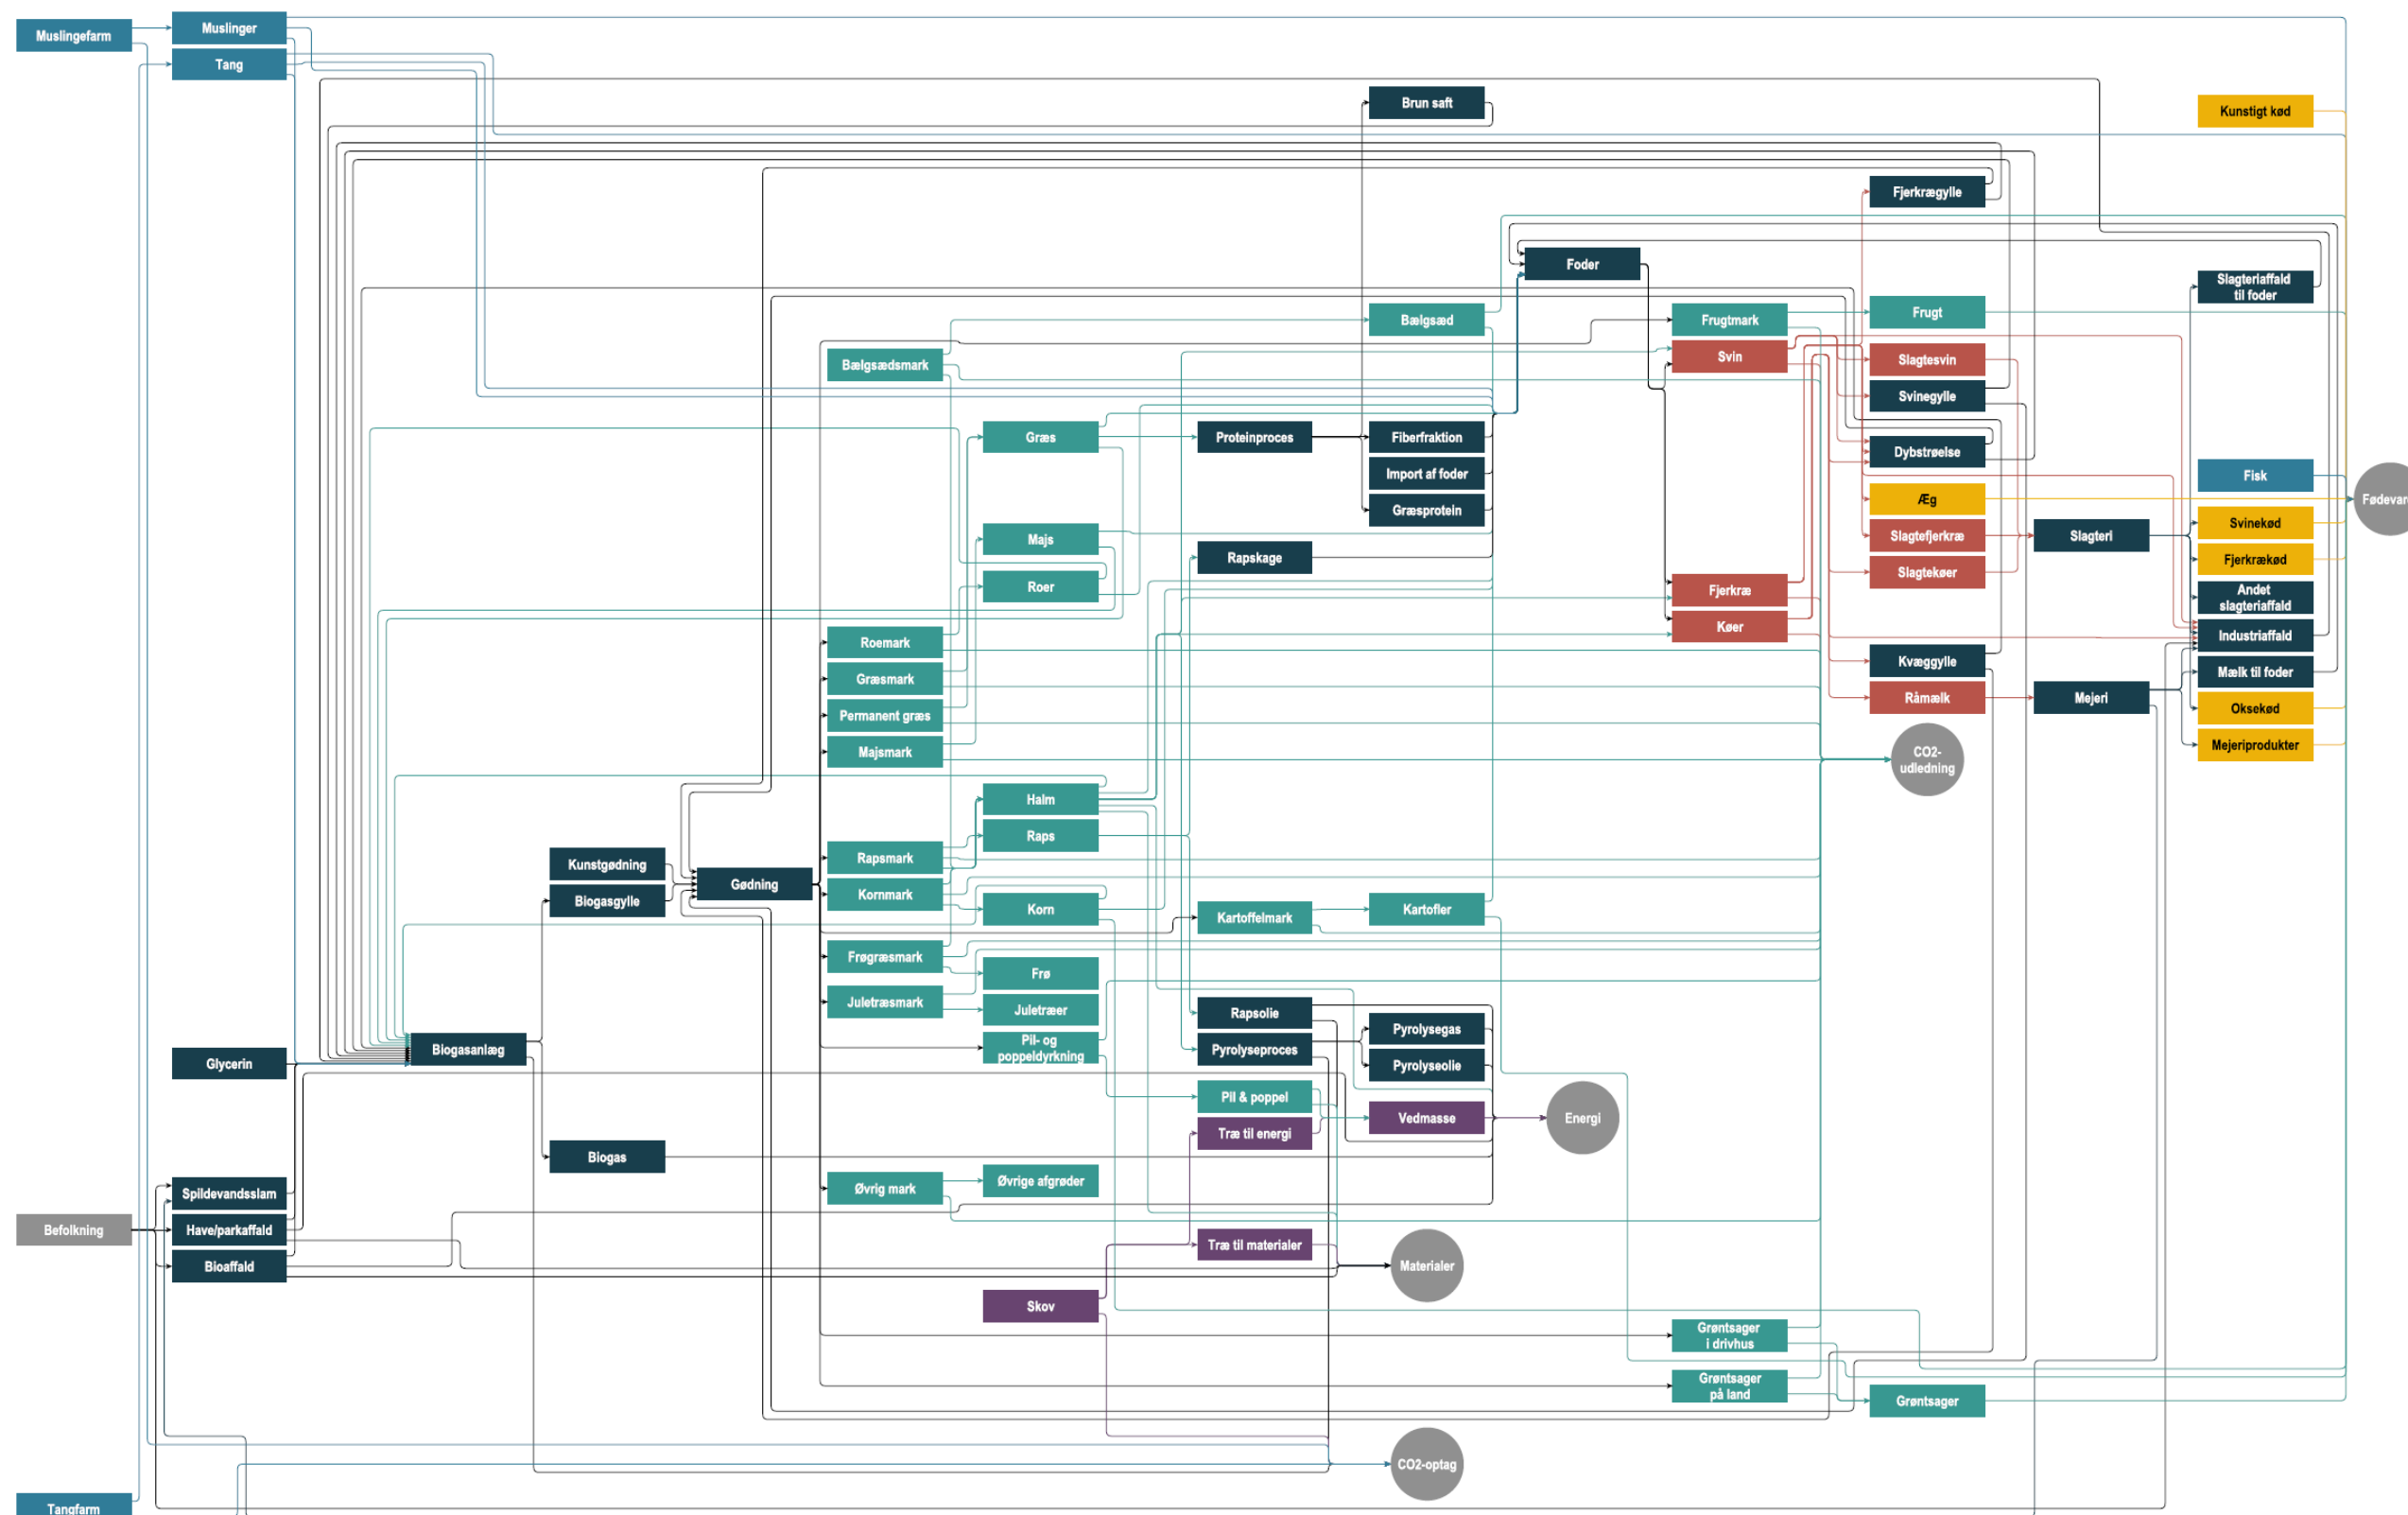 Muslingefarm
Muslinger
Tang
Brun saft
Kunstigt kød
Fjerkrægylle
Foder
Slagteriaffald
til foder
Bælgsæd
Frugtmark
Frugt
Bælgsædsmark
Svin
Slagtesvin
Svinegylle
Græs
Proteinproces
Fiberfraktion
Dybstrøelse
Import af foder
Fisk
Græsprotein
Æg
Fødevar
Svinekød
Majs
Slagtefjerkræ
Slagteri
Rapskage
Fjerkrækød
Roer
Slagtekøer
Fjerkræ
Andet
slagteriaffald
Køer
Industriaffald
Roemark
Græsmark
Kvæggylle
Mælk til foder
Permanent græs
Råmælk
Mejeri
Oksekød
Majsmark
Mejeriprodukter
CO2-
udledning
Halm
Raps
Rapsmark
Kunstgødning
Gødning
Kornmark
Biogasgylle
Korn
Kartoffelmark
Kartofler
Frøgræsmark
Frø
Juletræsmark
Juletræer
Rapsolie
Pyrolysegas
Pil- og
poppeldyrkning
Pyrolyseproces
Pyrolyseolie
Biogasanlæg
Glycerin
Pil & poppel
Vedmasse
Energi
Træ til energi
Biogas
Spildevandsslam
Øvrig mark
Øvrige afgrøder
Befolkning
Have/parkaffald
Træ til materialer
Bioaffald
Materialer
Skov
Grøntsager
i drivhus
Grøntsager
på land
Grøntsager
CO2-optag
Tangfarm